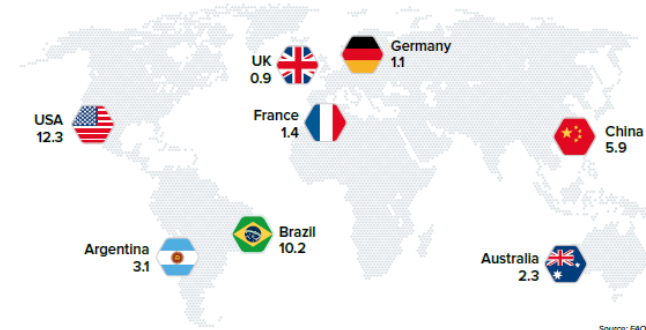 Germany
1.1
UK
0.9
USA
12.3
France
1.4
China
5.9
Brazil
10.2
Argentina
3.1
Australia
2.3
Source: FAO